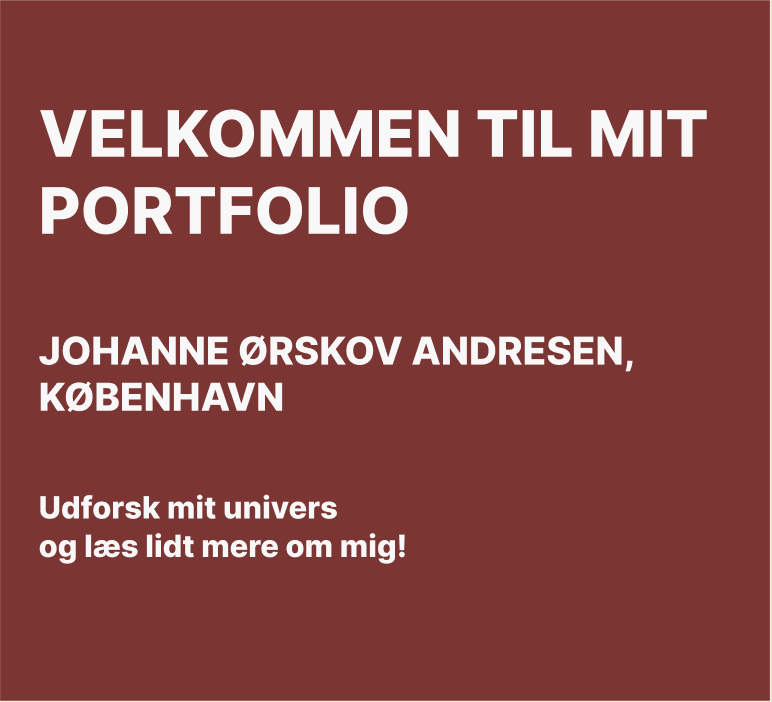 VELKOMMEN TIL MIT
PORTFOLIO
JOHANNE ØRSKOV ANDRESEN,
KØBENHAVN
Udforsk mit univers
og læs lidt mere om mig!